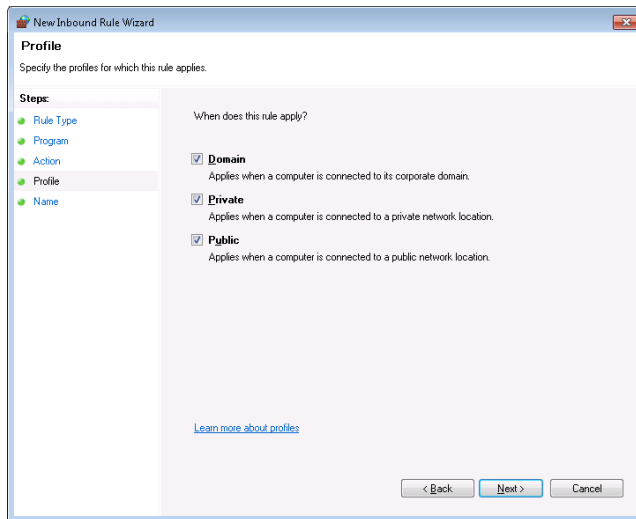 New Inbound Rule Wizard
Profile
Specify the profiles for which this rule applies.
Steps:
Rule Type
Program
Action
Profile
Name
When does this rule apply?
Domain
Applies when a computer is connected to its corporate domain.
Private
Applies when a computer is connected to a private network location.
Public
Applies when a computer is connected to a public network location.
Learn more about profiles
< Back
Next >
Cancel